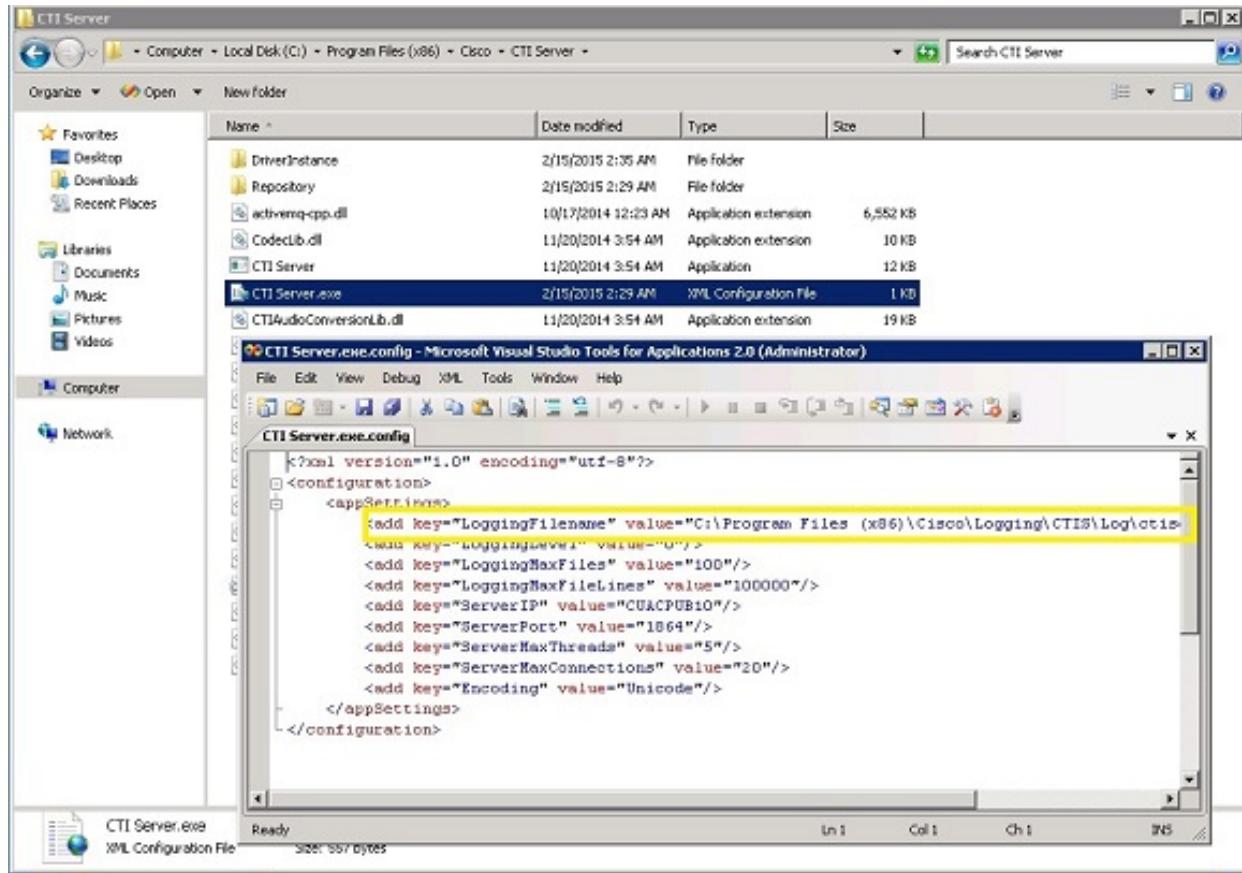 CTI Server
Computer Local Disk (C:) Program Files (x86) Cisco CTI Server
Search CTI Server
Organize Open New folder
Name Date modified Type Size
Favorites
Desktop
Downloads
Recent Places
Libraries
Documents
Music
Pictures
Videos
Computer
Network
DriverInstance 2/15/2015 2:35 AM File folder
Repository 2/15/2015 2:29 AM File folder
activemq-cpp.dll 10/17/2014 12:23 AM Application extension 6,552 KB
CodecLib.dll 11/20/2014 3:54 AM Application extension 10 KB
CTI Server 11/20/2014 3:54 AM Application 12 KB
CTI Server.exe 2/15/2015 2:29 AM XML Configuration File 1 KB
CTIAudioConversionLib.dll 11/20/2014 3:54 AM Application extension 19 KB
CTI Server.exe.config - Microsoft Visual Studio Tools for Applications 2.0 (Administrator)
File Edit View Debug XML Tools Window Help
CTI Server.exe.config
<?xml version="1.0" encoding="utf-8"?>
<configuration>
<appSettings>
<add key="LoggingFilename" value="C:\Program Files (x86)\Cisco\Logging\CTIS\Log\ctis
<add key="LoggingLevel" value="0"/>
<add key="LoggingMaxFiles" value="100"/>
<add key="LoggingMaxFileLines" value="100000"/>
<add key="ServerIP" value="CUACPUB10"/>
<add key="ServerPort" value="1864"/>
<add key="ServerMaxThreads" value="5"/>
<add key="ServerMaxConnections" value="20"/>
<add key="Encoding" value="Unicode"/>
</appSettings>
</configuration>
Ready Ln 1 Col 1 Ch 1 INS
CTI Server.exe
XML Configuration File Size: 557 bytes